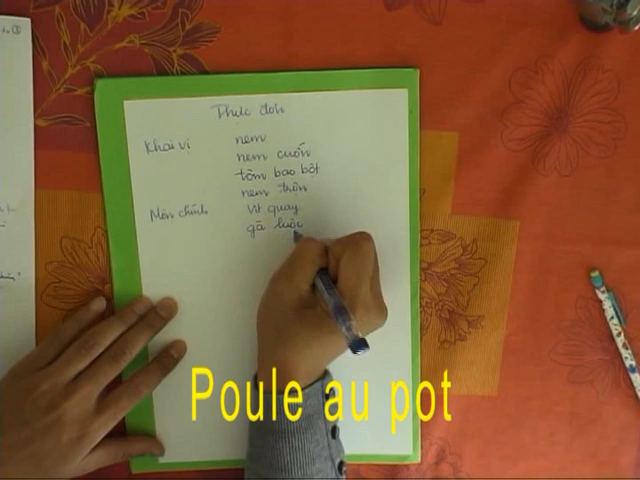 Thực đơn
Khai vị nem
nem cuốn
tôm bao bột
nem trộn
Món chính vịt quay
gà luộc
Poule au pot